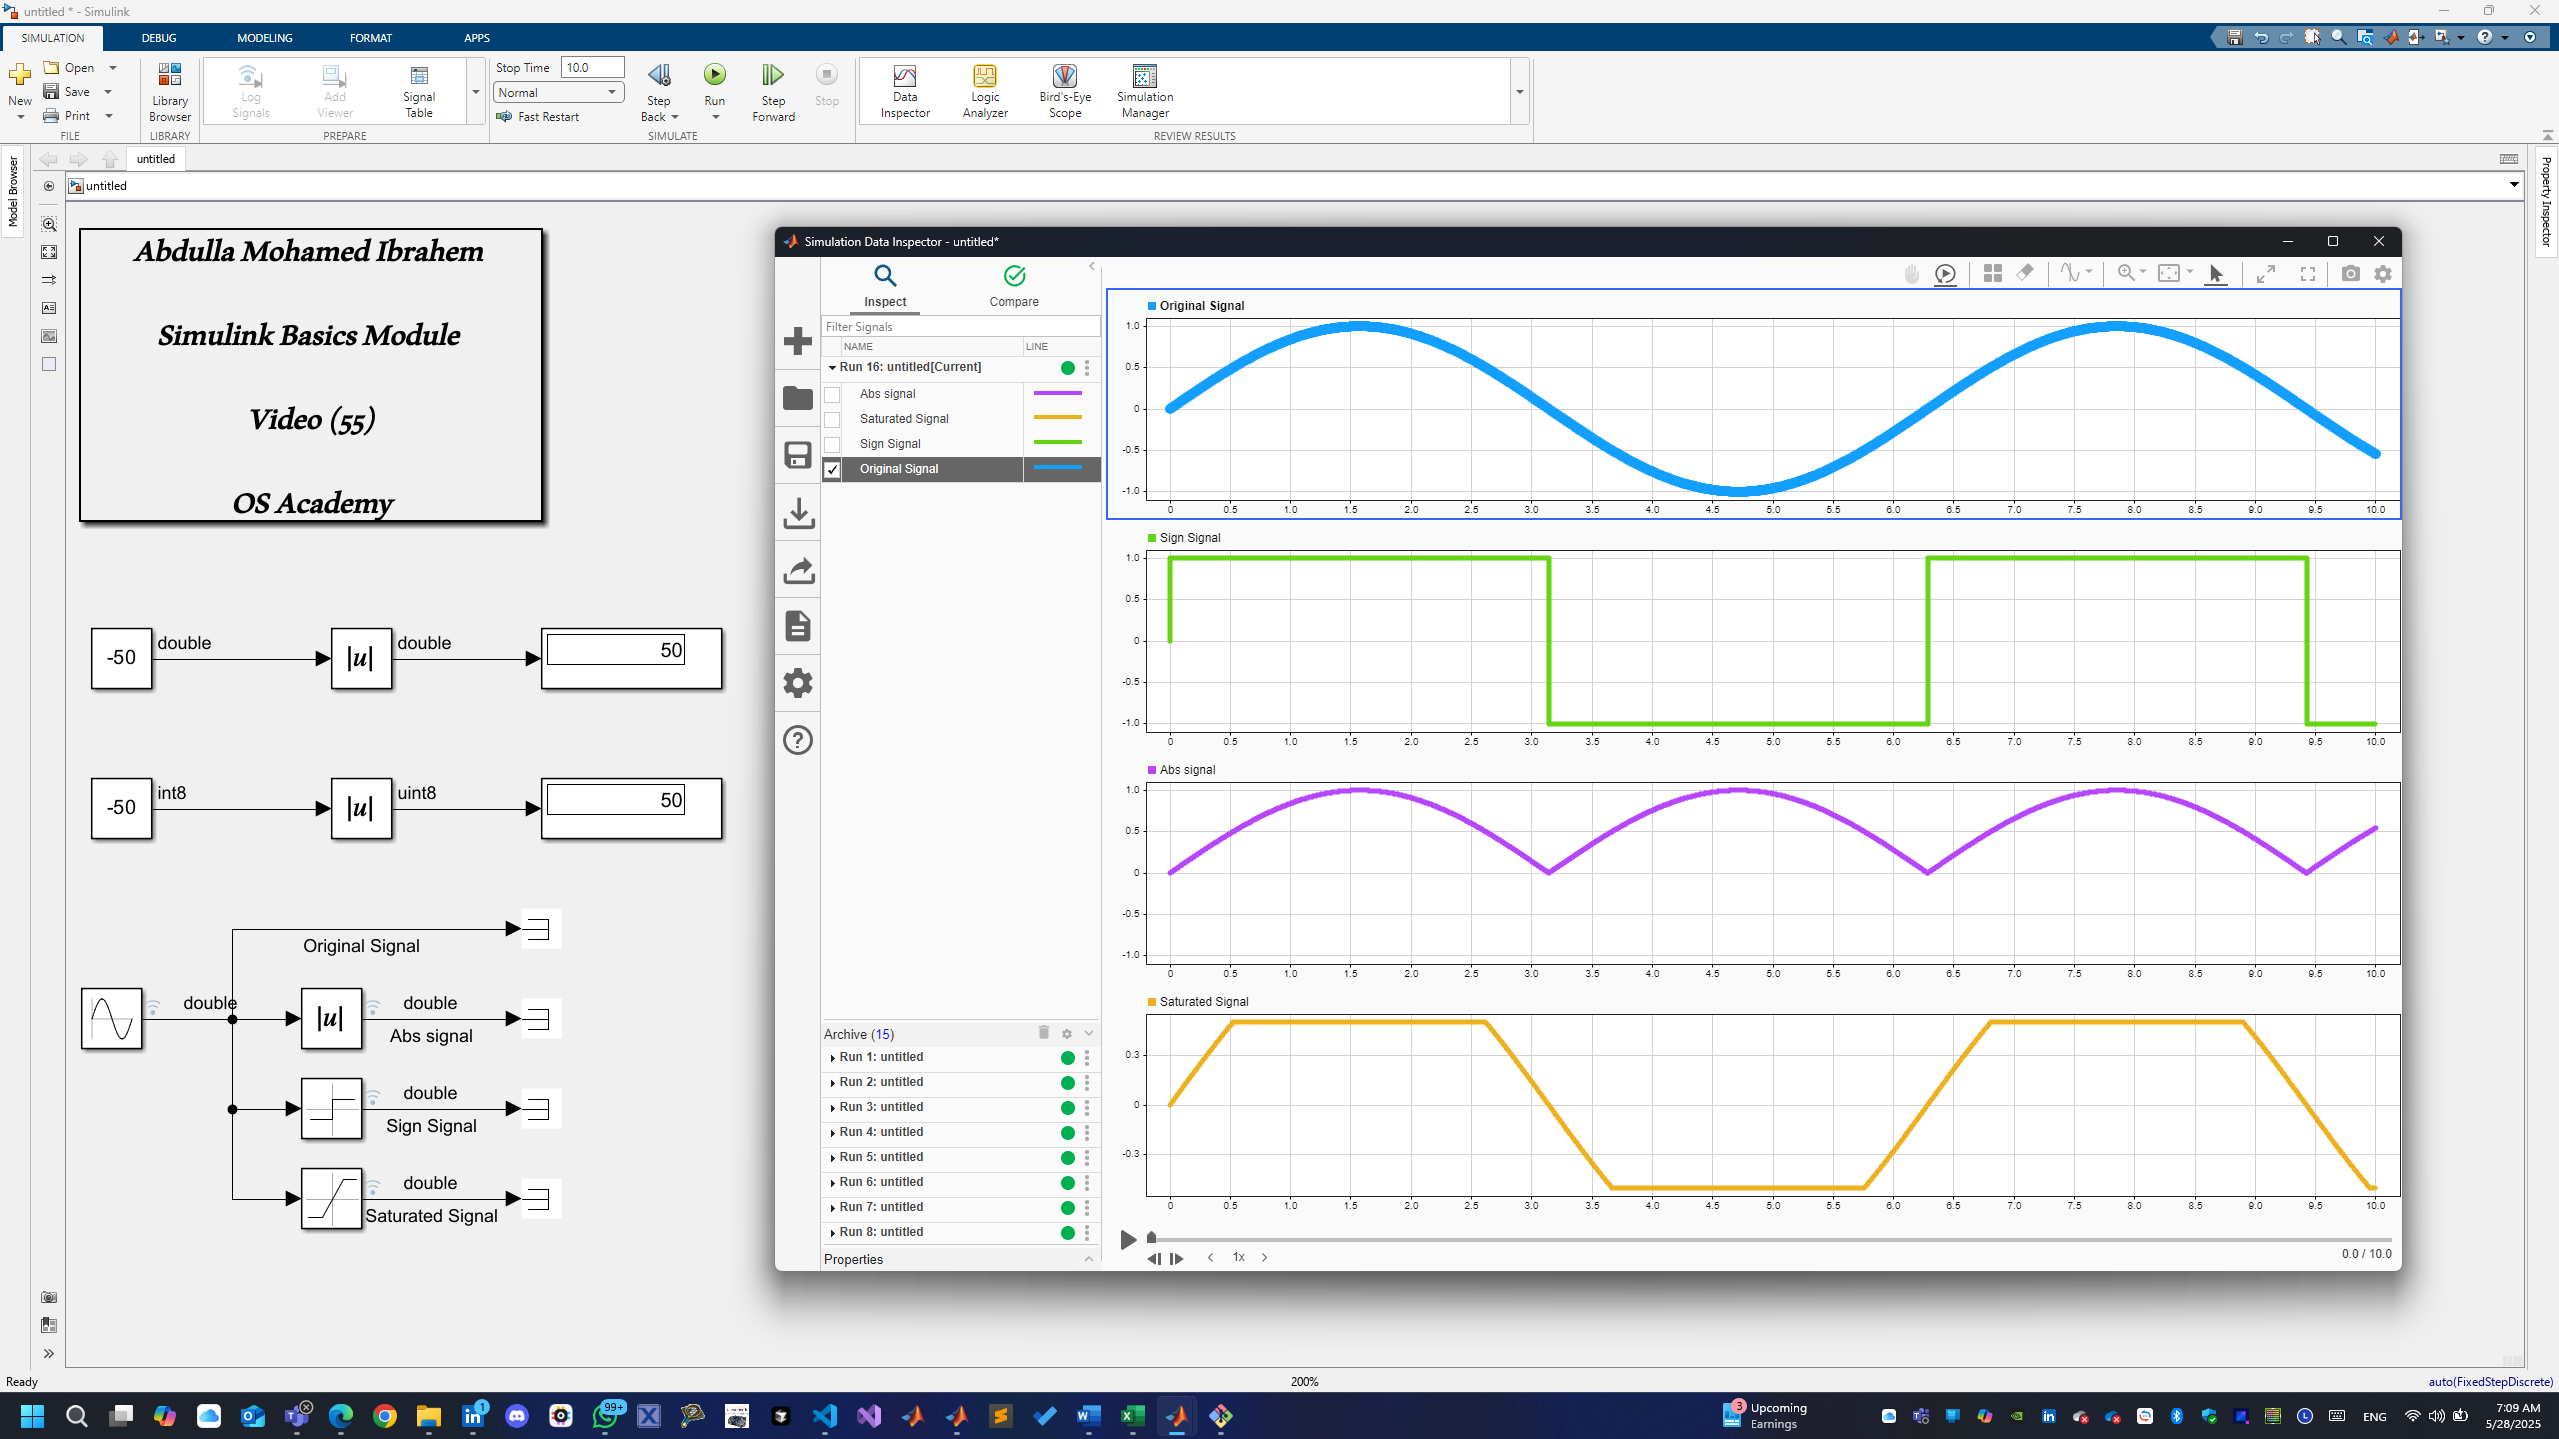 untitled * - Simulink
SIMULATION
DEBUG
MODELING
FORMAT
APPS
New
Open
Save
Print
FILE
Library Browser
LIBRARY
Log Signals
Add Viewer
Signal Table
PREPARE
Stop Time 10.0
Normal
Fast Restart
Step Back
Run
Step Forward
Stop
SIMULATE
Data Inspector
Logic Analyzer
Bird's-Eye Scope
Simulation Manager
REVIEW RESULTS
Model Browser
untitled
untitled
Property Inspector
Abdulla Mohamed Ibrahem
Simulink Basics Module
Video (55)
OS Academy
-50
double
|u|
double
50
-50
int8
|u|
uint8
50
Original Signal
double
|u|
double
Abs signal
double
Sign Signal
double
Saturated Signal
Simulation Data Inspector - untitled*
Inspect
Compare
Filter Signals
NAME
LINE
Run 16: untitled[Current]
Abs signal
Saturated Signal
Sign Signal
Original Signal
Archive (15)
Run 1: untitled
Run 2: untitled
Run 3: untitled
Run 4: untitled
Run 5: untitled
Run 6: untitled
Run 7: untitled
Run 8: untitled
Properties
Original Signal
1.0
0.5
0
-0.5
-1.0
0 0.5 1.0 1.5 2.0 2.5 3.0 3.5 4.0 4.5 5.0 5.5 6.0 6.5 7.0 7.5 8.0 8.5 9.0 9.5 10.0
Sign Signal
1.0
0.5
0
-0.5
-1.0
0 0.5 1.0 1.5 2.0 2.5 3.0 3.5 4.0 4.5 5.0 5.5 6.0 6.5 7.0 7.5 8.0 8.5 9.0 9.5 10.0
Abs signal
1.0
0.5
0
-0.5
-1.0
0 0.5 1.0 1.5 2.0 2.5 3.0 3.5 4.0 4.5 5.0 5.5 6.0 6.5 7.0 7.5 8.0 8.5 9.0 9.5 10.0
Saturated Signal
0.3
0
-0.3
0 0.5 1.0 1.5 2.0 2.5 3.0 3.5 4.0 4.5 5.0 5.5 6.0 6.5 7.0 7.5 8.0 8.5 9.0 9.5 10.0
1x
0.0 / 10.0
Ready
200%
auto(FixedStepDiscrete)
1
99+
3
Upcoming
Earnings
ENG
7:09 AM
5/28/2025